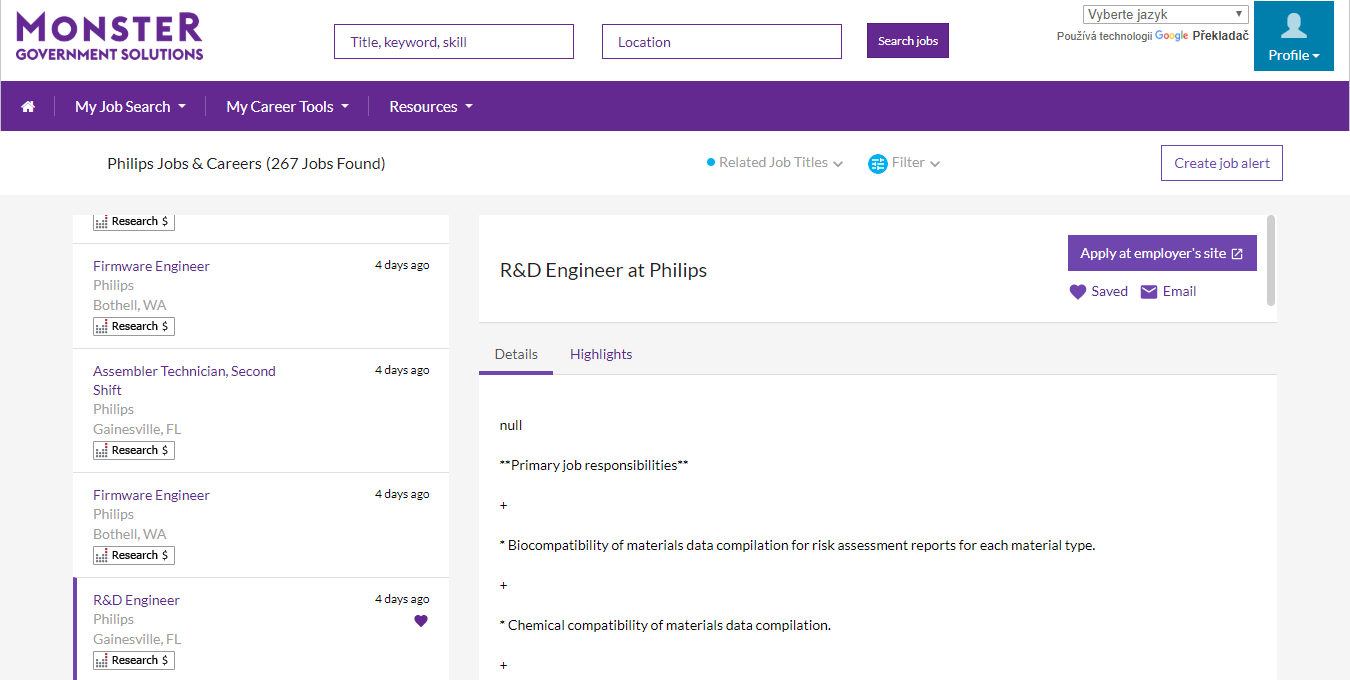 MONSTER
GOVERNMENT SOLUTIONS
Title, keyword, skill
Location
Search jobs
Vyberte jazyk
Používá technologii Google Překladač
Profile
My Job Search
My Career Tools
Resources
Philips Jobs & Careers (267 Jobs Found)
Related Job Titles
Filter
Create job alert
Research $
Firmware Engineer
4 days ago
Philips
Bothell, WA
Research $
Assembler Technician, Second
Shift
4 days ago
Philips
Gainesville, FL
Research $
Firmware Engineer
4 days ago
Philips
Bothell, WA
Research $
R&D Engineer
4 days ago
Philips
Gainesville, FL
Research $
R&D Engineer at Philips
Apply at employer's site
Saved
Email
Details
Highlights
null
**Primary job responsibilities**
+
* Biocompatibility of materials data compilation for risk assessment reports for each material type.
+
* Chemical compatibility of materials data compilation.
+